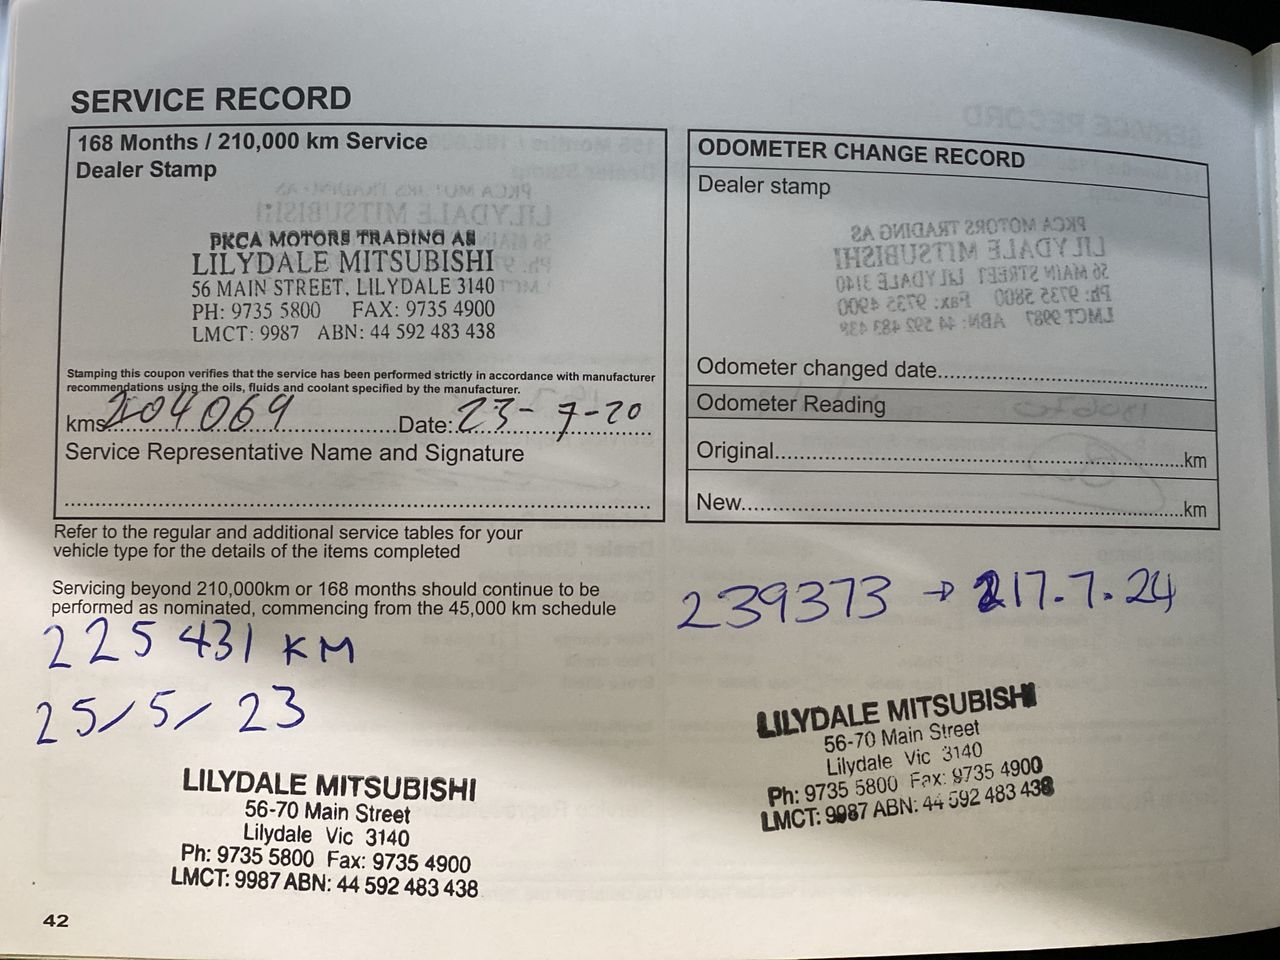 SERVICE RECORD
168 Months / 210,000 km Service
Dealer Stamp
PKCA MOTORS TRADING AS
LILYDALE MITSUBISHI
56 MAIN STREET, LILYDALE 3140
PH: 9735 5800 FAX: 9735 4900
LMCT: 9987 ABN: 44 592 483 438
Stamping this coupon verifies that the service has been performed strictly in accordance with manufacturer
recommendations using the oils, fluids and coolant specified by the manufacturer.
kms 204069 Date: 23-7-20
Service Representative Name and Signature
Refer to the regular and additional service tables for your
vehicle type for the details of the items completed
Servicing beyond 210,000km or 168 months should continue to be
performed as nominated, commencing from the 45,000 km schedule
225 431 KM
25/5/23
LILYDALE MITSUBISHI
56-70 Main Street
Lilydale Vic 3140
Ph: 9735 5800 Fax: 9735 4900
LMCT: 9987 ABN: 44 592 483 438
42
ODOMETER CHANGE RECORD
Dealer stamp
PKCA MOTORS TRADING AS
LILYDALE MITSUBISHI
56 MAIN STREET LILYDALE 3140
Ph: 9735 5800 Fax: 9735 4900
LMCT 9987 ABN: 44 592 483 438
Odometer changed date
Odometer Reading
Original km
New km
239373 → 17.7.24
LILYDALE MITSUBISHI
56-70 Main Street
Lilydale Vic 3140
Ph: 9735 5800 Fax: 9735 4900
LMCT: 9987 ABN: 44 592 483 438